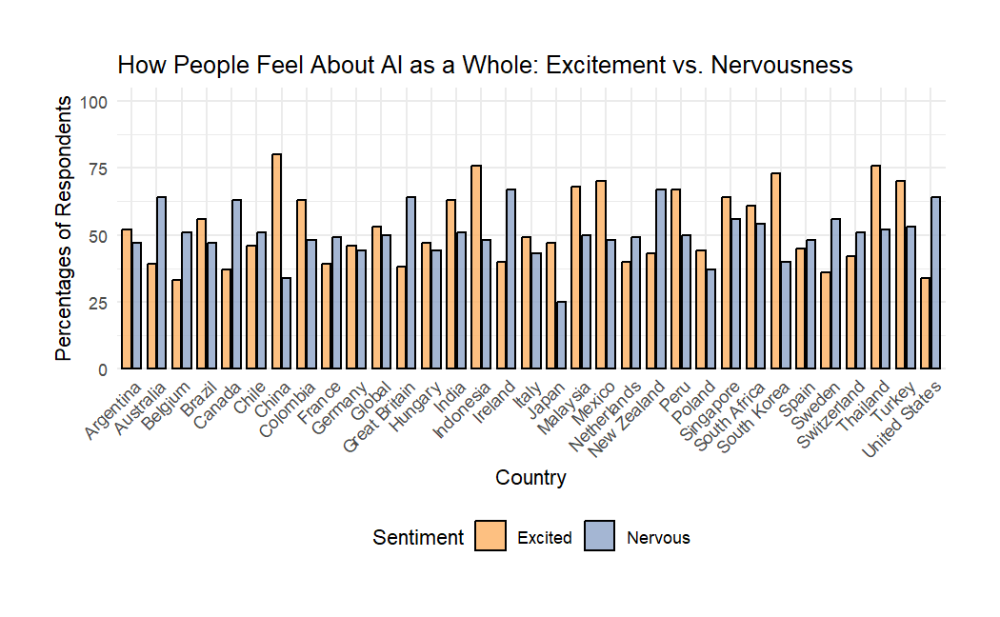 How People Feel About AI as a Whole: Excitement vs. Nervousness
Percentages of Respondents
100
75
50
25
0
Argentina
Australia
Belgium
Brazil
Canada
Chile
China
Colombia
France
Germany
Global
Great Britain
Hungary
India
Indonesia
Ireland
Italy
Japan
Malaysia
Mexico
Netherlands
New Zealand
Peru
Poland
Singapore
South Africa
South Korea
Spain
Sweden
Switzerland
Thailand
Turkey
United States
Country
Sentiment Excited Nervous